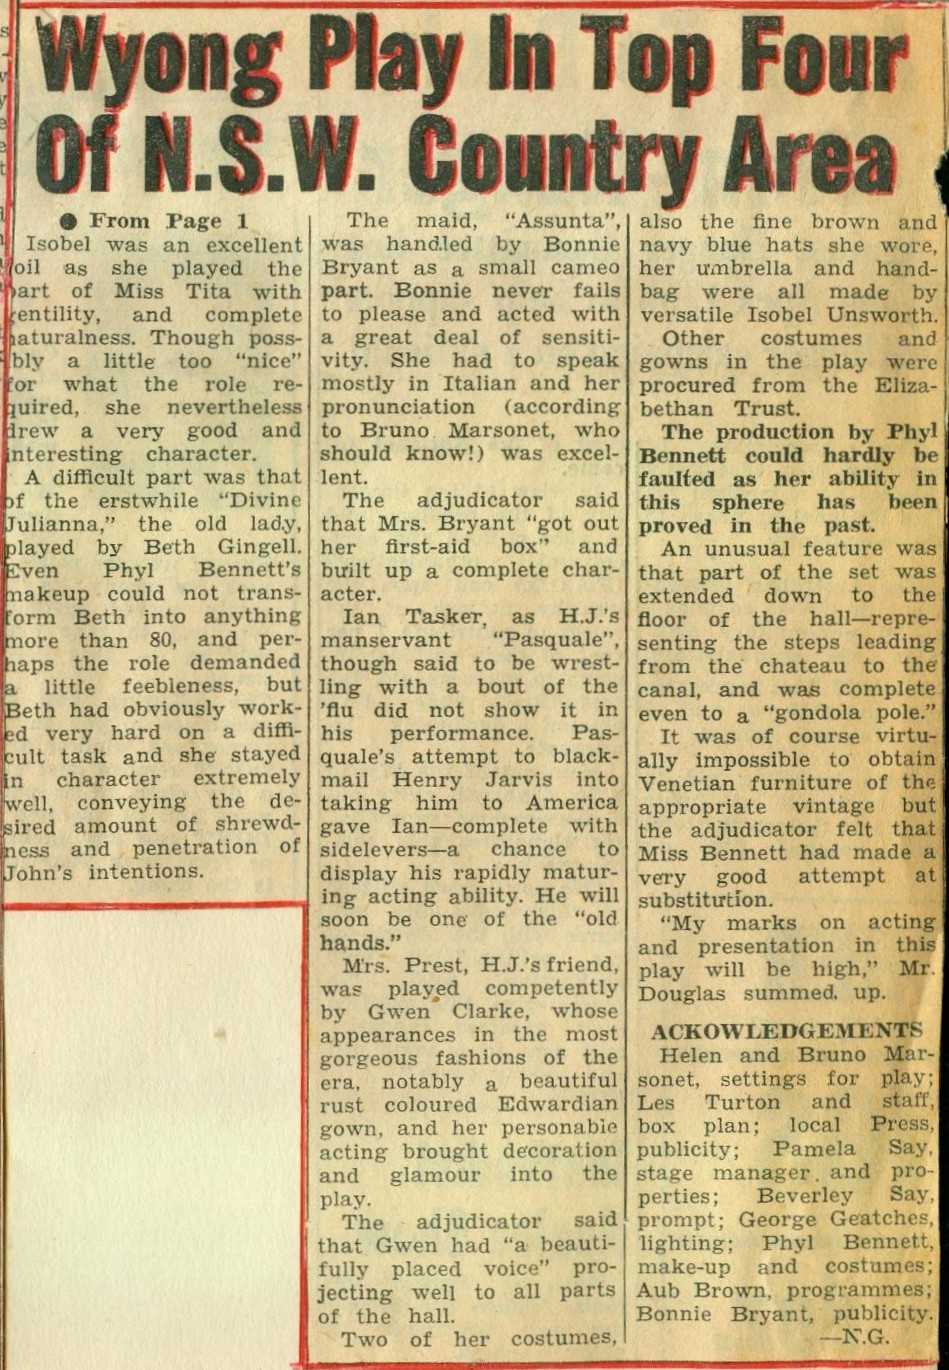 Wyong Play In Top Four
Of N.S.W. Country Area
● From Page 1
Isobel was an excellent
foil as she played the
part of Miss Tita with
gentility, and complete
naturalness. Though poss-
ibly a little too "nice"
for what the role re-
quired, she nevertheless
drew a very good and
interesting character.
A difficult part was that
of the erstwhile "Divine
Julianna," the old lady,
played by Beth Gingell.
Even Phyl Bennett's
makeup could not trans-
form Beth into anything
more than 80, and per-
haps the role demanded
a little feebleness, but
Beth had obviously work-
ed very hard on a diffi-
cult task and she stayed
in character extremely
well, conveying the de-
sired amount of shrewd-
ness and penetration of
John's intentions.
The maid, "Assunta",
was handled by Bonnie
Bryant as a small cameo
part. Bonnie never fails
to please and acted with
a great deal of sensiti-
vity. She had to speak
mostly in Italian and her
pronunciation (according
to Bruno Marsonet, who
should know!) was excel-
lent.
The adjudicator said
that Mrs. Bryant "got out
her first-aid box" and
built up a complete char-
acter.
Ian Tasker, as H.J.'s
manservant "Pasquale",
though said to be wrest-
ling with a bout of the
'flu did not show it in
his performance. Pas-
quale's attempt to black-
mail Henry Jarvis into
taking him to America
gave Ian—complete with
sidelevers—a chance to
display his rapidly matur-
ing acting ability. He will
soon be one of the "old
hands."
Mrs. Prest, H.J.'s friend,
was played competently
by Gwen Clarke, whose
appearances in the most
gorgeous fashions of the
era, notably a beautiful
rust coloured Edwardian
gown, and her personable
acting brought decoration
and glamour into the
play.
The adjudicator said
that Gwen had "a beauti-
fully placed voice" pro-
jecting well to all parts
of the hall.
Two of her costumes,
also the fine brown and
navy blue hats she wore,
her umbrella and hand-
bag were all made by
versatile Isobel Unsworth.
Other costumes and
gowns in the play were
procured from the Eliza-
bethan Trust.
The production by Phyl
Bennett could hardly be
faulted as her ability in
this sphere has been
proved in the past.
An unusual feature was
that part of the set was
extended down to the
floor of the hall—repre-
senting the steps leading
from the chateau to the
canal, and was complete
even to a "gondola pole."
It was of course virtu-
ally impossible to obtain
Venetian furniture of the
appropriate vintage but
the adjudicator felt that
Miss Bennett had made a
very good attempt at
substitution.
"My marks on acting
and presentation in this
play will be high," Mr.
Douglas summed up.
ACKOWLEDGEMENTS
Helen and Bruno Mar-
sonet, settings for play;
Les Turton and staff,
box plan; local Press,
publicity; Pamela Say,
stage manager and pro-
perties; Beverley Say,
prompt; George Geatches,
lighting; Phyl Bennett,
make-up and costumes;
Aub Brown, programmes;
Bonnie Bryant, publicity.
—N.G.